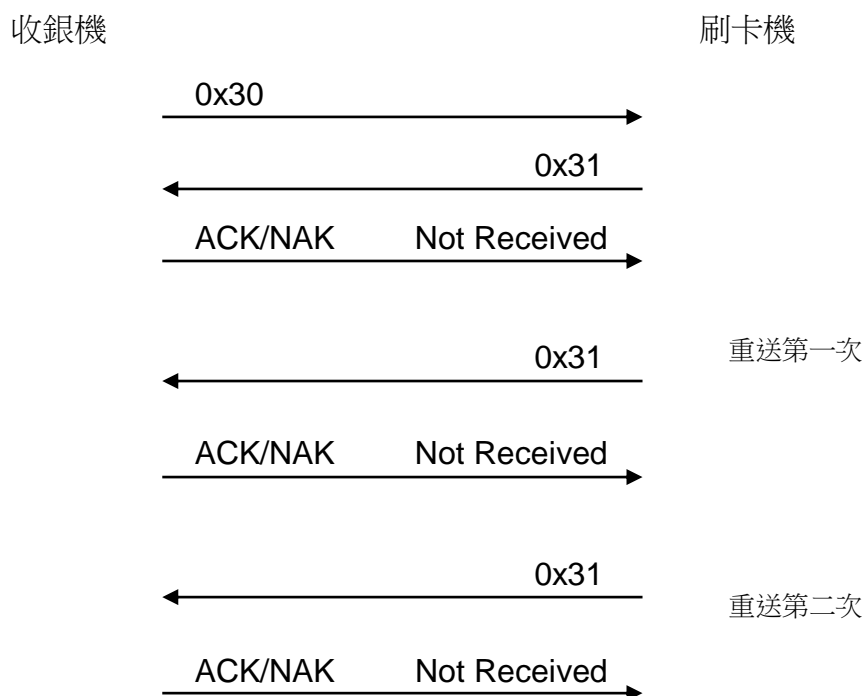 收銀機 刷卡機
0x30
0x31
ACK/NAK Not Received
0x31 重送第一次
ACK/NAK Not Received
0x31
重送第二次
ACK/NAK Not Received